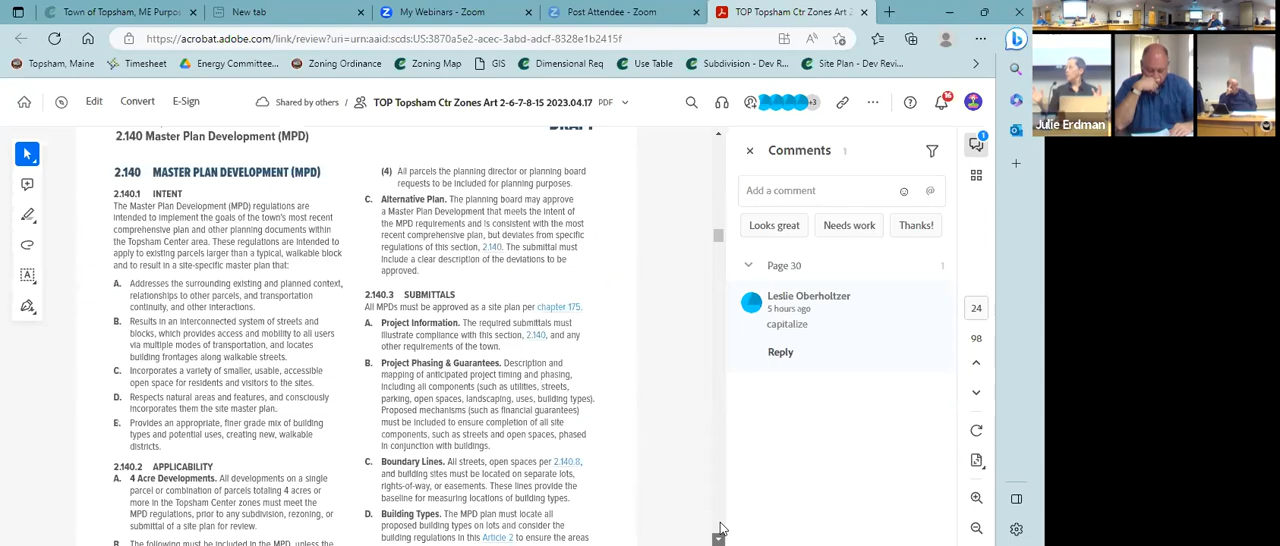 Town of Topsham, ME Purpo
New tab
My Webinars - Zoom
Post Attendee - Zoom
TOP Topsham Ctr Zones Art 2
https://acrobat.adobe.com/link/review?uri=urn:aaid:scds:US:3870a5e2-acec-3abd-adcf-8328e1b2415f
Topsham, Maine
Timesheet
Energy Committee...
Zoning Ordinance
Zoning Map
GIS
Dimensional Req
Use Table
Subdivision - Dev R...
Site Plan - Dev Revi...
Edit
Convert
E-Sign
Shared by others /
TOP Topsham Ctr Zones Art 2-6-7-8-15 2023.04.17 PDF
+3
16
DRAFT
2.140 Master Plan Development (MPD)
2.140 MASTER PLAN DEVELOPMENT (MPD)
2.140.1 INTENT
The Master Plan Development (MPD) regulations are
intended to implement the goals of the town's most recent
comprehensive plan and other planning documents within
the Topsham Center area. These regulations are intended to
apply to existing parcels larger than a typical, walkable block
and to result in a site-specific master plan that:
A. Addresses the surrounding existing and planned context,
relationships to other parcels, and transportation
continuity, and other interactions.
B. Results in an interconnected system of streets and
blocks, which provides access and mobility to all users
via multiple modes of transportation, and locates
building frontages along walkable streets.
C. Incorporates a variety of smaller, usable, accessible
open space for residents and visitors to the sites.
D. Respects natural areas and features, and consciously
incorporates them the site master plan.
E. Provides an appropriate, finer grade mix of building
types and potential uses, creating new, walkable
districts.
2.140.2 APPLICABILITY
A. 4 Acre Developments. All developments on a single
parcel or combination of parcels totaling 4 acres or
more in the Topsham Center zones must meet the
MPD regulations, prior to any subdivision, rezoning, or
submittal of a site plan for review.
B. The following must be included in the MPD, unless the
(4) All parcels the planning director or planning board
requests to be included for planning purposes.
C. Alternative Plan. The planning board may approve
a Master Plan Development that meets the intent of
the MPD requirements and is consistent with the most
recent comprehensive plan, but deviates from specific
regulations of this section, 2.140. The submittal must
include a clear description of the deviations to be
approved.
2.140.3 SUBMITTALS
All MPDs must be approved as a site plan per chapter 175.
A. Project Information. The required submittals must
illustrate compliance with this section, 2.140, and any
other requirements of the town.
B. Project Phasing & Guarantees. Description and
mapping of anticipated project timing and phasing,
including all components (such as utilities, streets,
parking, open spaces, landscaping, uses, building types).
Proposed mechanisms (such as financial guarantees)
must be included to ensure completion of all site
components, such as streets and open spaces, phased
in conjunction with buildings.
C. Boundary Lines. All streets, open spaces per 2.140.8,
and building sites must be located on separate lots,
rights-of-way, or easements. These lines provide the
baseline for measuring locations of building types.
D. Building Types. The MPD plan must locate all
proposed building types on lots and consider the
building regulations in this Article 2 to ensure the areas
Comments 1
Add a comment
@
Looks great
Needs work
Thanks!
Page 30
1
Leslie Oberholtzer
5 hours ago
capitalize
Reply
1
24
98
Julie Erdman